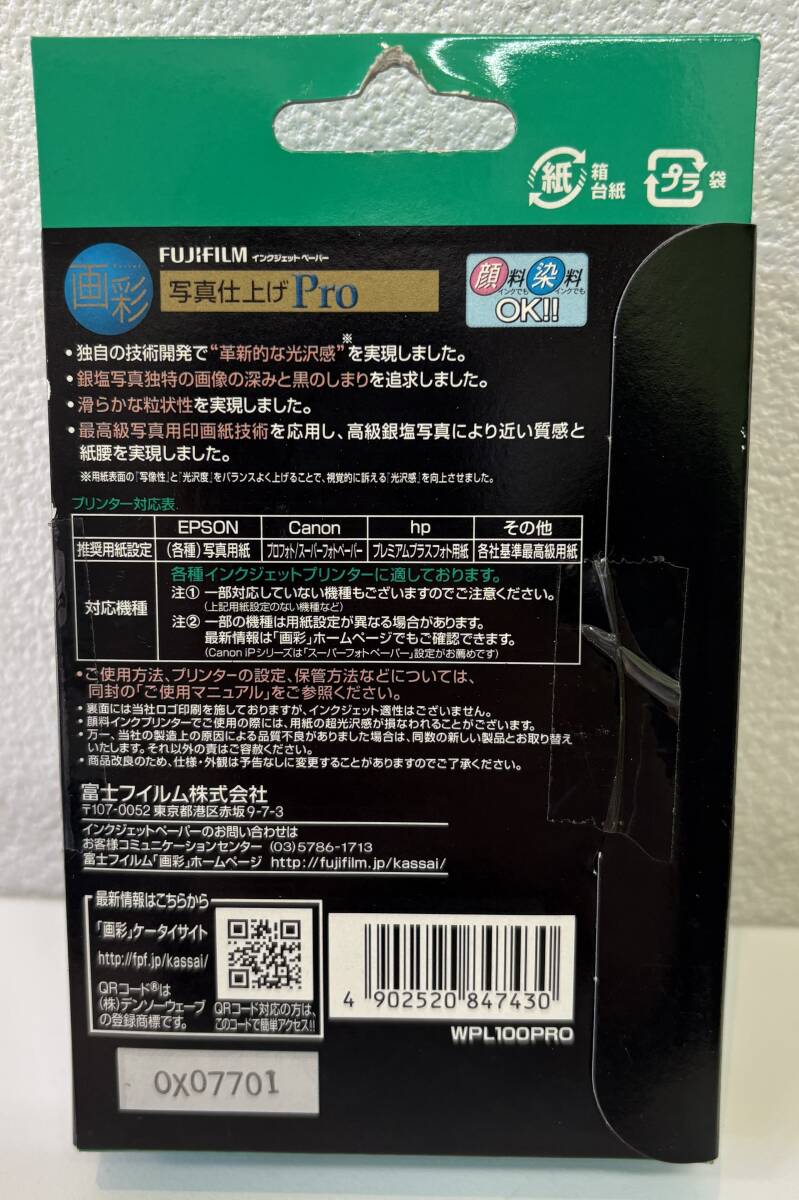 紙 箱 台紙
プラ 袋
画彩 Kassai
FUJIFILM インクジェットペーパー
写真仕上げPro
顔料インクでも 染料インクでも
OK!!
・独自の技術開発で“革新的な光沢感”※を実現しました。
・銀塩写真独特の画像の深みと黒のしまりを追求しました。
・滑らかな粒状性を実現しました。
・最高級写真用印画紙技術を応用し、高級銀塩写真により近い質感と
紙腰を実現しました。
※用紙表面の『写像性』と『光沢度』をバランスよく上げることで、視覚的に訴える『光沢感』を向上させました。
プリンター対応表
EPSON Canon hp その他
推奨用紙設定 (各種)写真用紙 プロフォト/スーパーフォトペーパー プレミアムプラスフォト用紙 各社基準最高級用紙
対応機種
各種インクジェットプリンターに適しております。
注① 一部対応していない機種もございますのでご注意ください。
(上記用紙設定のない機種など)
注② 一部の機種は用紙設定が異なる場合があります。
最新情報は「画彩」ホームページでもご確認できます。
(Canon iPシリーズは「スーパーフォトペーパー」設定がお薦めです)
・ご使用方法、プリンターの設定、保管方法などについては、
同封の「ご使用マニュアル」をご参照ください。
・裏面には当社ロゴ印刷を施しておりますが、インクジェット適性はございません。
・顔料インクプリンターでご使用の際には、用紙の超光沢感が損なわれることがございます。
・万一、当社の製造上の原因による品質不良がありました場合は、同数の新しい製品とお取り替え
いたします。それ以外の責はご容赦ください。
・商品改良のため、仕様・外観は予告なしに変更することがありますのでご了承ください。
富士フイルム株式会社
〒107-0052 東京都港区赤坂9-7-3
インクジェットペーパーのお問い合わせは
お客様コミュニケーションセンター (03)5786-1713
富士フイルム「画彩」ホームページ http://fujifilm.jp/kassai/
最新情報はこちらから
「画彩」ケータイサイト
http://fpf.jp/kassai/
QRコード®は
(株)デンソーウェーブ
の登録商標です。
QRコード対応の方は、
このコードで簡単アクセス!!
4 902520 847430
WPL100PRO
0X07701